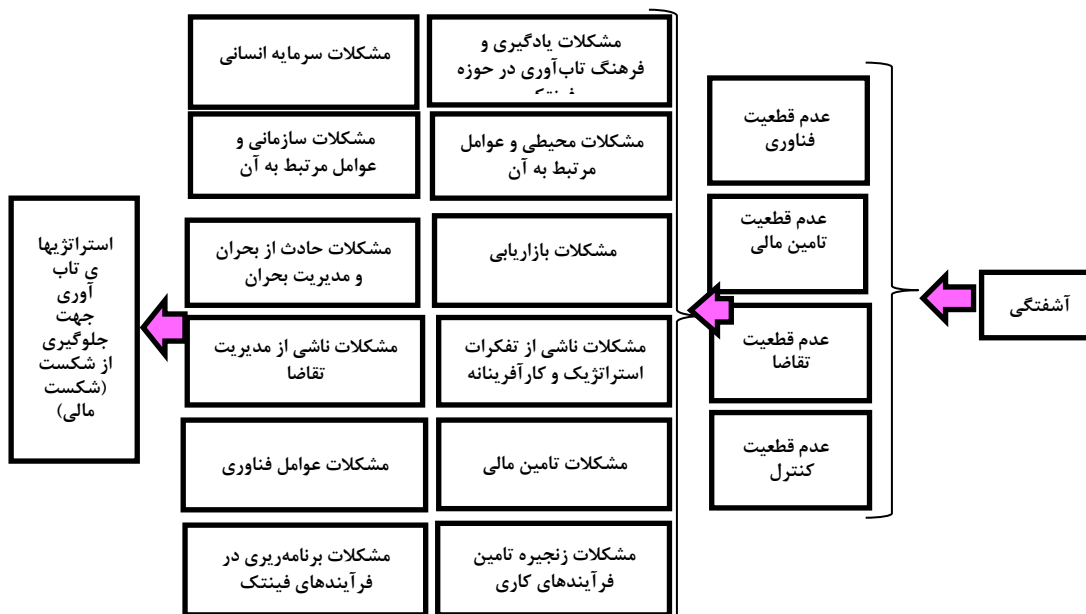 آشفتگی
عدم قطعیت
فناوری
عدم قطعیت
تامین مالی
عدم قطعیت
تقاضا
عدم قطعیت
کنترل
مشکلات یادگیری و
فرهنگ تاب‌آوری در حوزه
مشکلات سرمایه انسانی
مشکلات محیطی و عوامل
مرتبط به آن
مشکلات سازمانی و
عوامل مرتبط به آن
مشکلات بازاریابی
مشکلات حادث از بحران
و مدیریت بحران
مشکلات ناشی از تفکرات
استراتژیک و کارآفرینانه
مشکلات ناشی از مدیریت
تقاضا
مشکلات تامین مالی
مشکلات عوامل فناوری
مشکلات زنجیره تامین
فرآیندهای کاری
مشکلات برنامه‌ریری در
فرآیندهای فینتک
استراتژیها
ی تاب
آوری
جهت
جلوگیری
از شکست
(شکست
مالی)